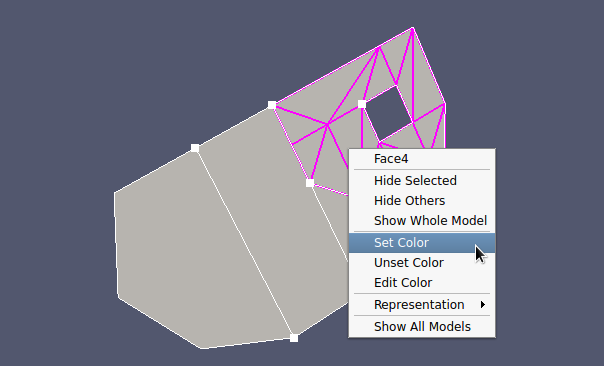 Face4
Hide Selected
Hide Others
Show Whole Model
Set Color
Unset Color
Edit Color
Representation
Show All Models